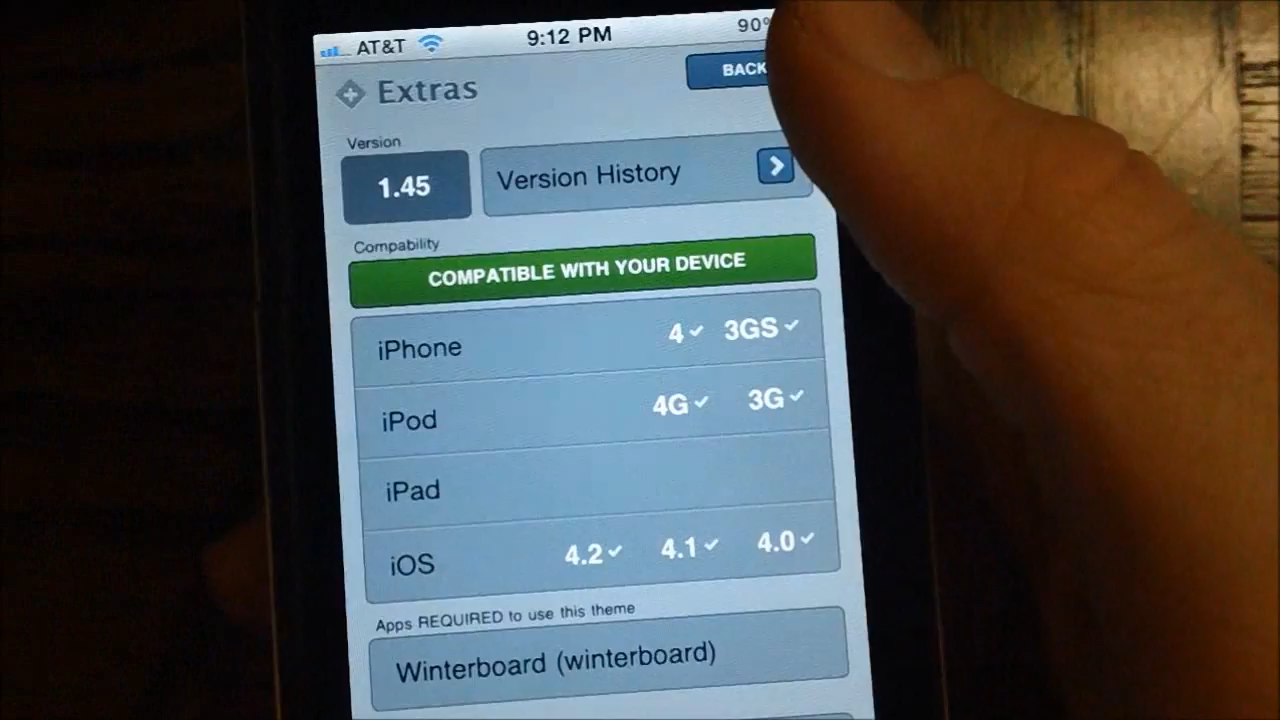 AT&T 9:12 PM 90°
Extras BACK
Version
1.45 Version History
Compability
COMPATIBLE WITH YOUR DEVICE
iPhone 4 3GS
iPod 4G 3G
iPad
iOS 4.2 4.1 4.0
Apps REQUIRED to use this theme
Winterboard (winterboard)